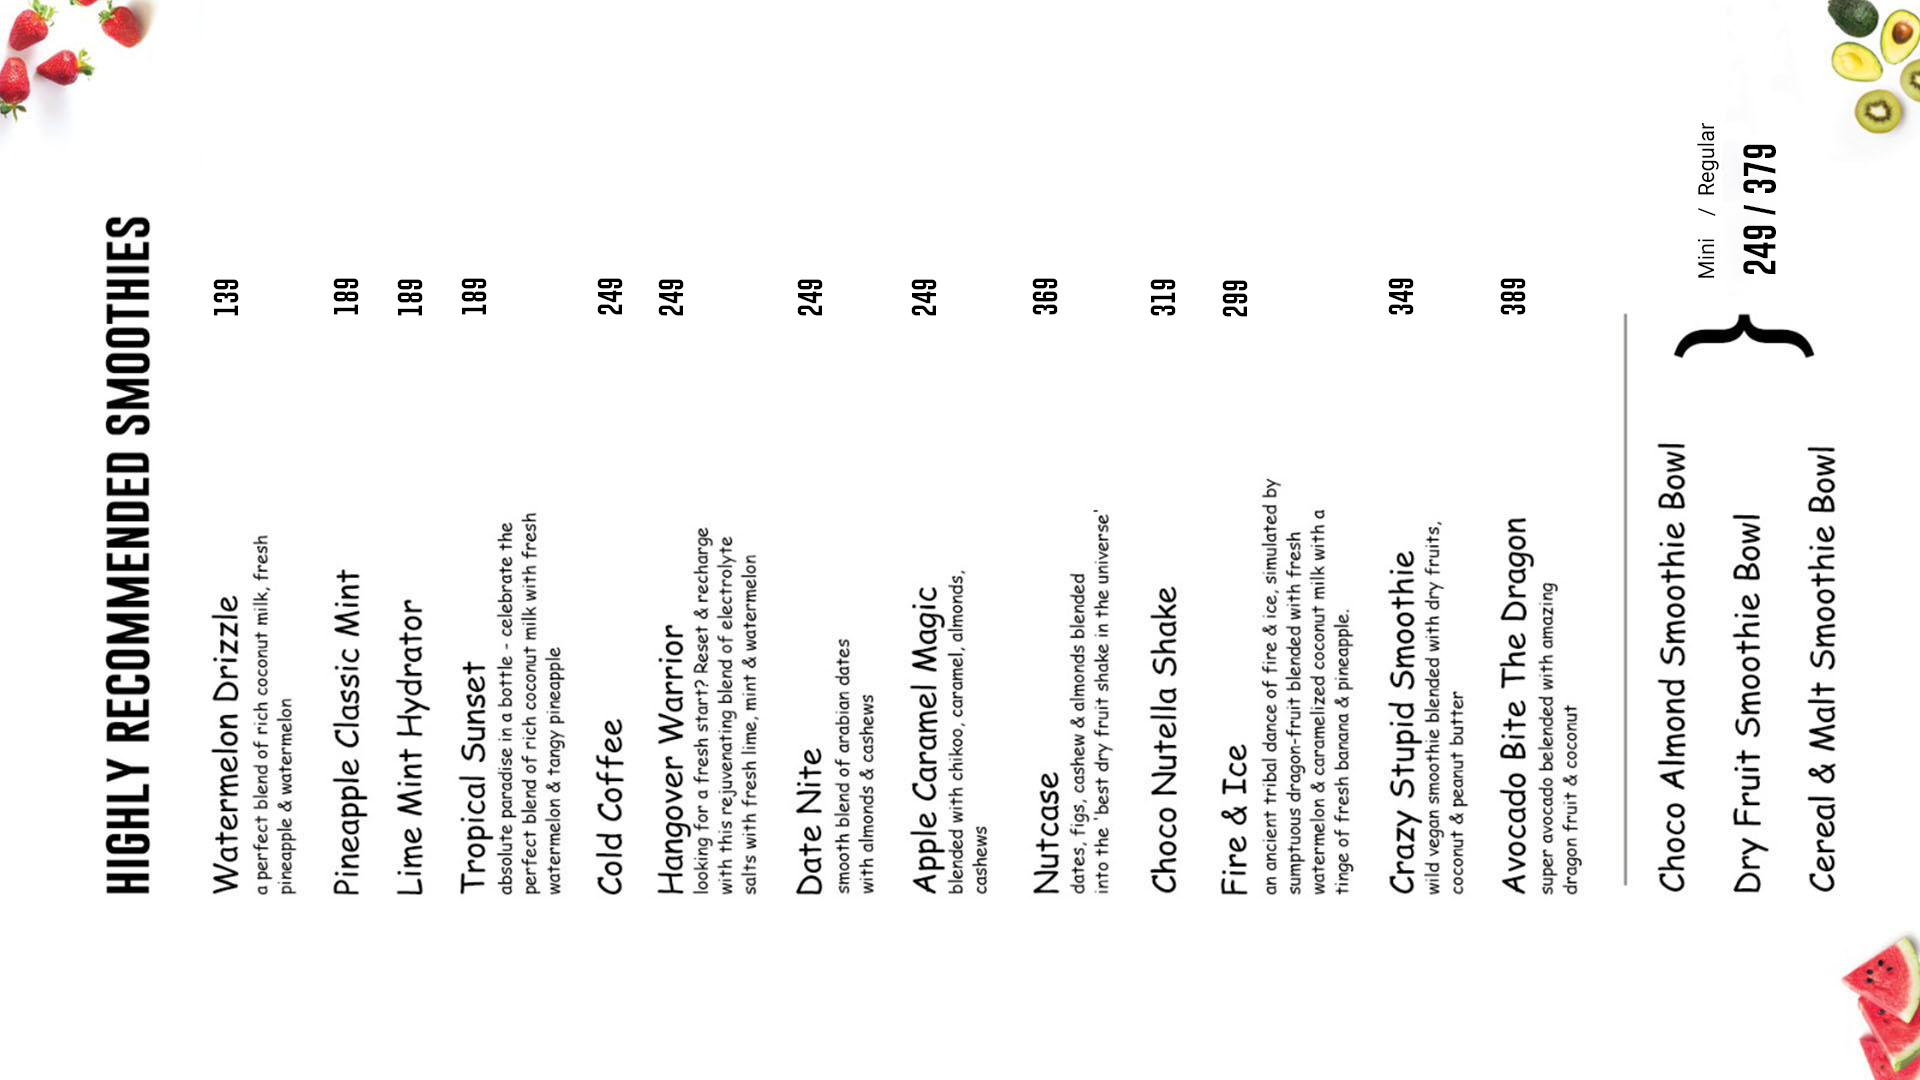 HIGHLY RECOMMENDED SMOOTHIES
Watermelon Drizzle 139
a perfect blend of rich coconut milk, fresh
pineapple & watermelon
Pineapple Classic Mint 189
Lime Mint Hydrator 189
Tropical Sunset 189
absolute paradise in a bottle - celebrate the
perfect blend of rich coconut milk with fresh
watermelon & tangy pineapple
Cold Coffee 249
Hangover Warrior 249
looking for a fresh start? Reset & recharge
with this rejuvenating blend of electrolyte
salts with fresh lime, mint & watermelon
Date Nite 249
smooth blend of arabian dates
with almonds & cashews
Apple Caramel Magic 249
blended with chikoo, caramel, almonds,
cashews
Nutcase 369
dates, figs, cashew & almonds blended
into the 'best dry fruit shake in the universe'
Choco Nutella Shake 319
Fire & Ice 299
an ancient tribal dance of fire & ice, simulated by
sumptuous dragon-fruit blended with fresh
watermelon & caramelized coconut milk with a
tinge of fresh banana & pineapple.
Crazy Stupid Smoothie 349
wild vegan smoothie blended with dry fruits,
coconut & peanut butter
Avocado Bite The Dragon 389
super avocado belended with amazing
dragon fruit & coconut
Choco Almond Smoothie Bowl
Mini / Regular
Dry Fruit Smoothie Bowl 249 / 379
Cereal & Malt Smoothie Bowl